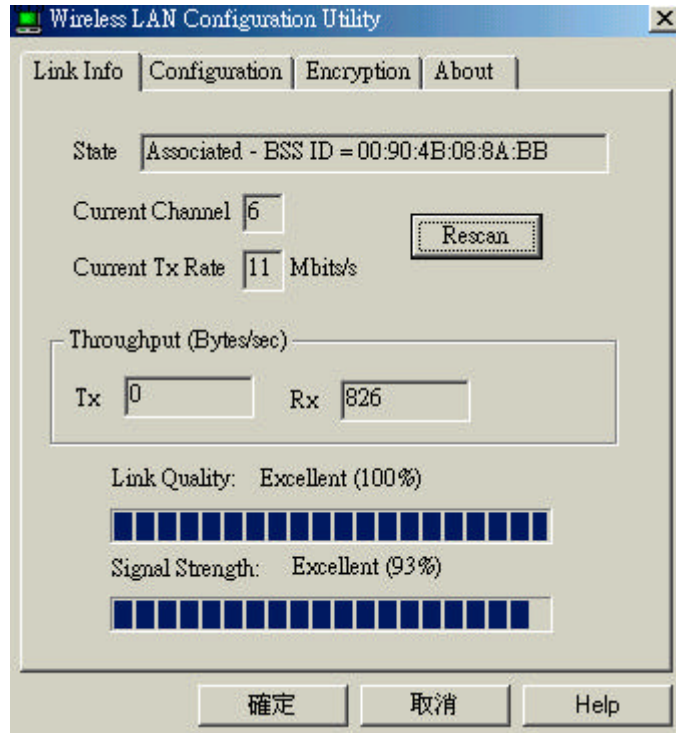 Wireless LAN Configuration Utility
Link Info Configuration Encryption About
State Associated - BSS ID = 00:90:4B:08:8A:BB
Current Channel 6
Rescan
Current Tx Rate 11 Mbits/s
Throughput (Bytes/sec)
Tx 0 Rx 826
Link Quality: Excellent (100%)
Signal Strength: Excellent (93%)
確定 取消 Help